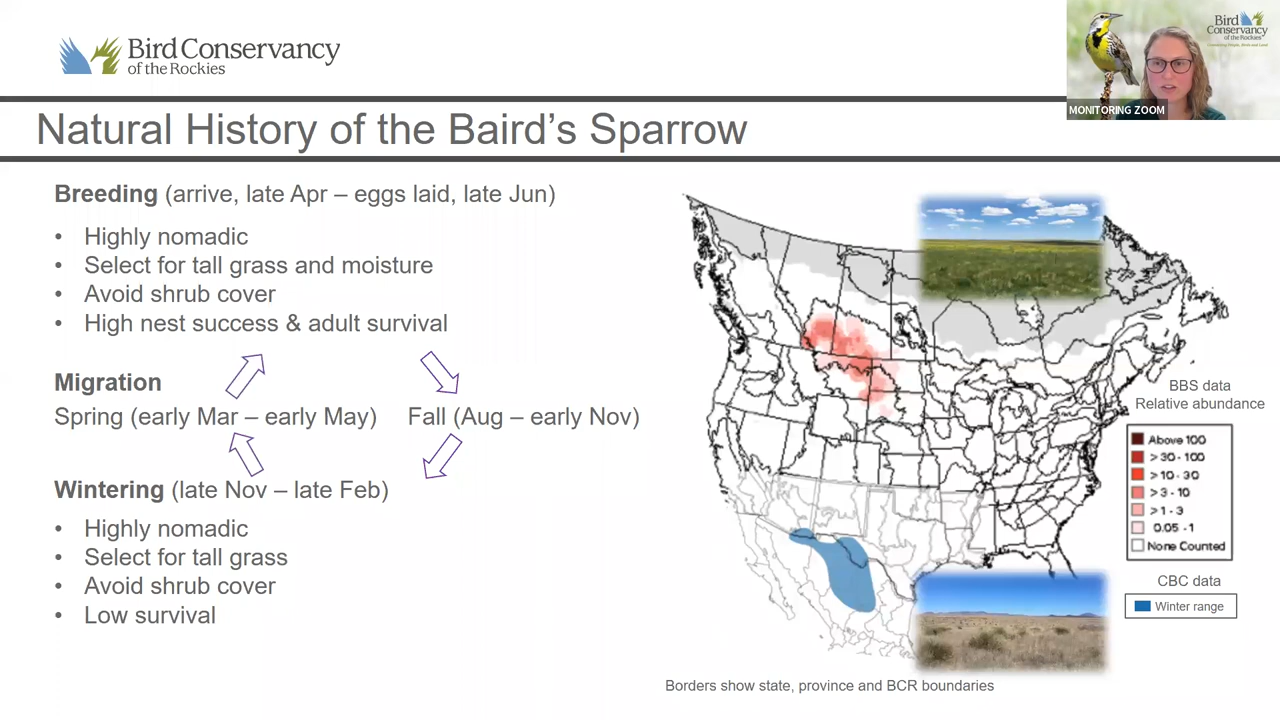 Bird Conservancy
of the Rockies
Bird
Conservancy
of the Rockies
MONITORING ZOOM
Natural History of the Baird's Sparrow
Breeding (arrive, late Apr – eggs laid, late Jun)
• Highly nomadic
• Select for tall grass and moisture
• Avoid shrub cover
• High nest success & adult survival
Migration
Spring (early Mar – early May) Fall (Aug – early Nov)
Wintering (late Nov – late Feb)
• Highly nomadic
• Select for tall grass
• Avoid shrub cover
• Low survival
BBS data
Relative abundance
Above 100
> 30 - 100
> 10 - 30
> 3 - 10
> 1 - 3
0.05 - 1
None Counted
CBC data
Winter range
Borders show state, province and BCR boundaries